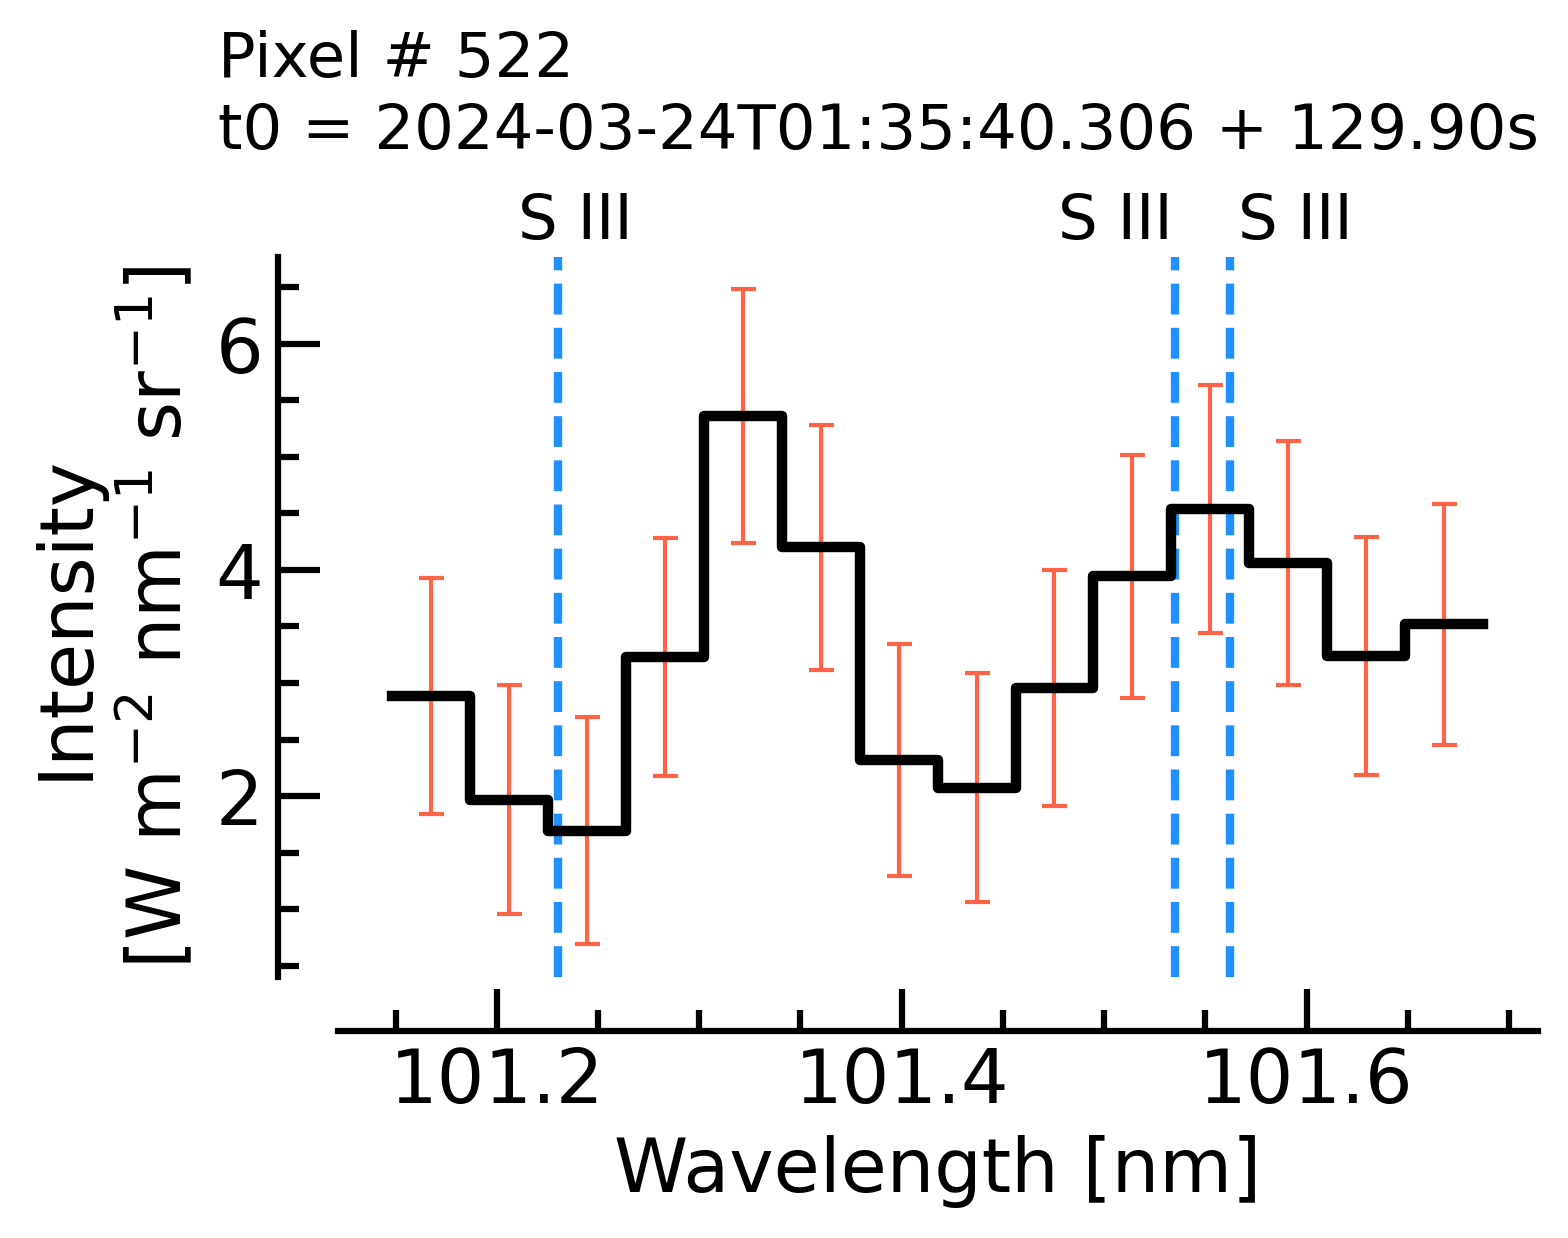 Pixel # 522
t0 = 2024-03-24T01:35:40.306 + 129.90s
S III S III S III
Intensity
[W m⁻² nm⁻¹ sr⁻¹]
6
4
2
101.2 101.4 101.6
Wavelength [nm]